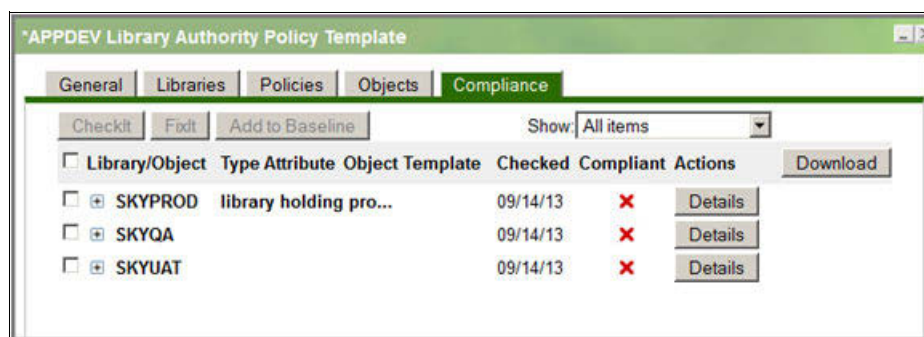 *APPDEV Library Authority Policy Template
General Libraries Policies Objects Compliance
CheckIt FixIt Add to Baseline Show: All items
Library/Object Type Attribute Object Template Checked Compliant Actions Download
SKYPROD library holding pro... 09/14/13 Details
SKYQA 09/14/13 Details
SKYUAT 09/14/13 Details